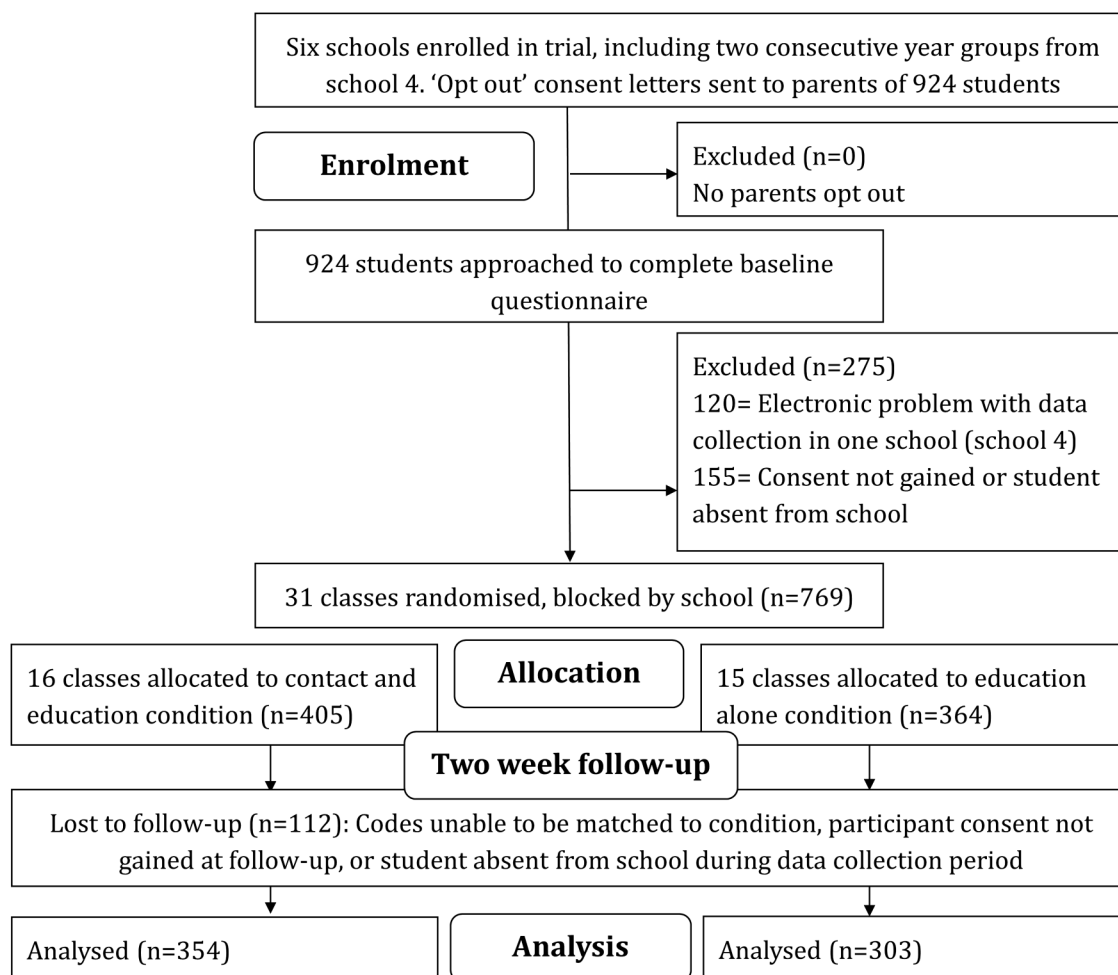 Six schools enrolled in trial, including two consecutive year groups from
school 4. ‘Opt out’ consent letters sent to parents of 924 students
Enrolment
Excluded (n=0)
No parents opt out
924 students approached to complete baseline
questionnaire
Excluded (n=275)
120= Electronic problem with data
collection in one school (school 4)
155= Consent not gained or student
absent from school
31 classes randomised, blocked by school (n=769)
Allocation
16 classes allocated to contact and
education condition (n=405)
15 classes allocated to education
alone condition (n=364)
Two week follow-up
Lost to follow-up (n=112): Codes unable to be matched to condition, participant consent not
gained at follow-up, or student absent from school during data collection period
Analysed (n=354)
Analysis
Analysed (n=303)